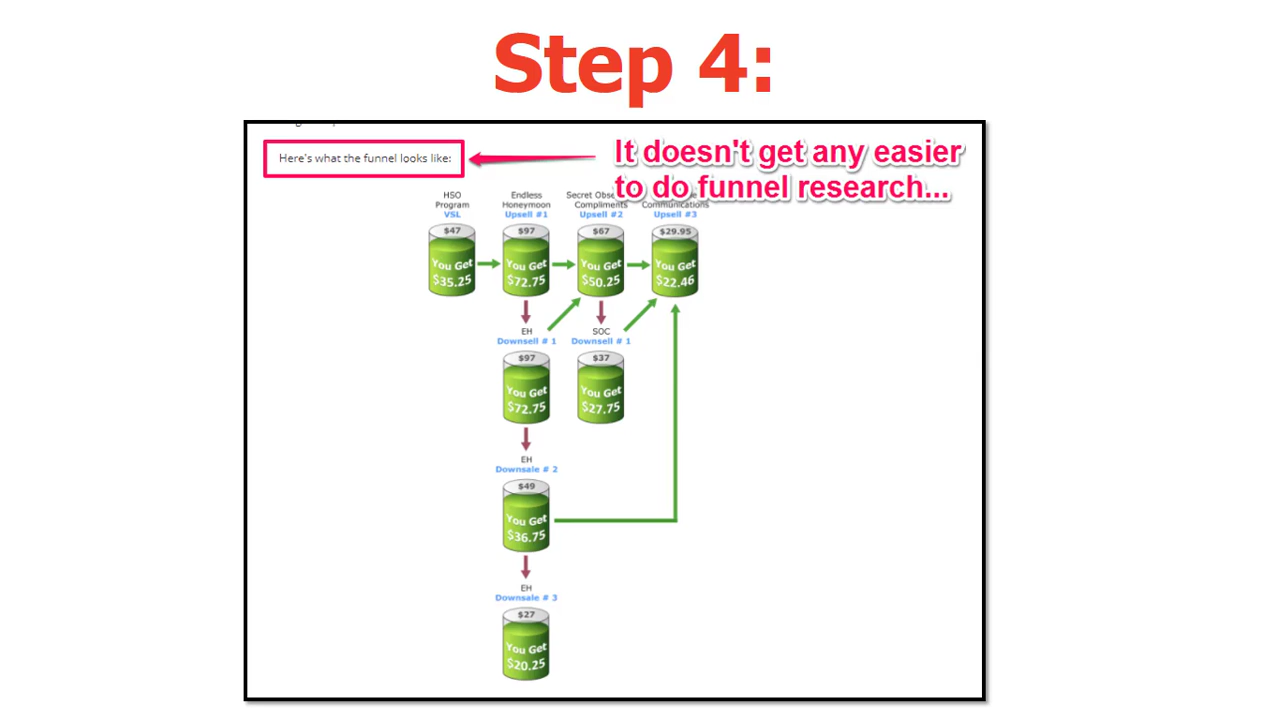 Step 4:
Here's what the funnel looks like:
It doesn't get any easier
to do funnel research...
HSO
Program
VSL
$47
You Get
$35.25
Endless
Honeymoon
Upsell #1
$97
You Get
$72.75
Secret
Compliments
Upsell #2
$67
You Get
$50.25
Communications
Upsell #3
$29.95
You Get
$22.46
EH
Downsell # 1
$97
You Get
$72.75
SOC
Downsell # 1
$37
You Get
$27.75
EH
Downsale # 2
$49
You Get
$36.75
EH
Downsale # 3
$27
You Get
$20.25